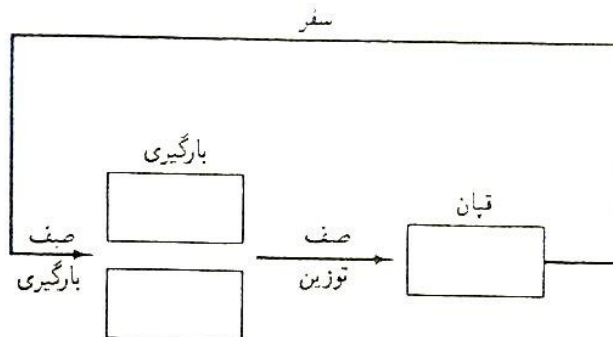 سفر
بارگیری
قپان
صف
بارگیری
صف
توزین